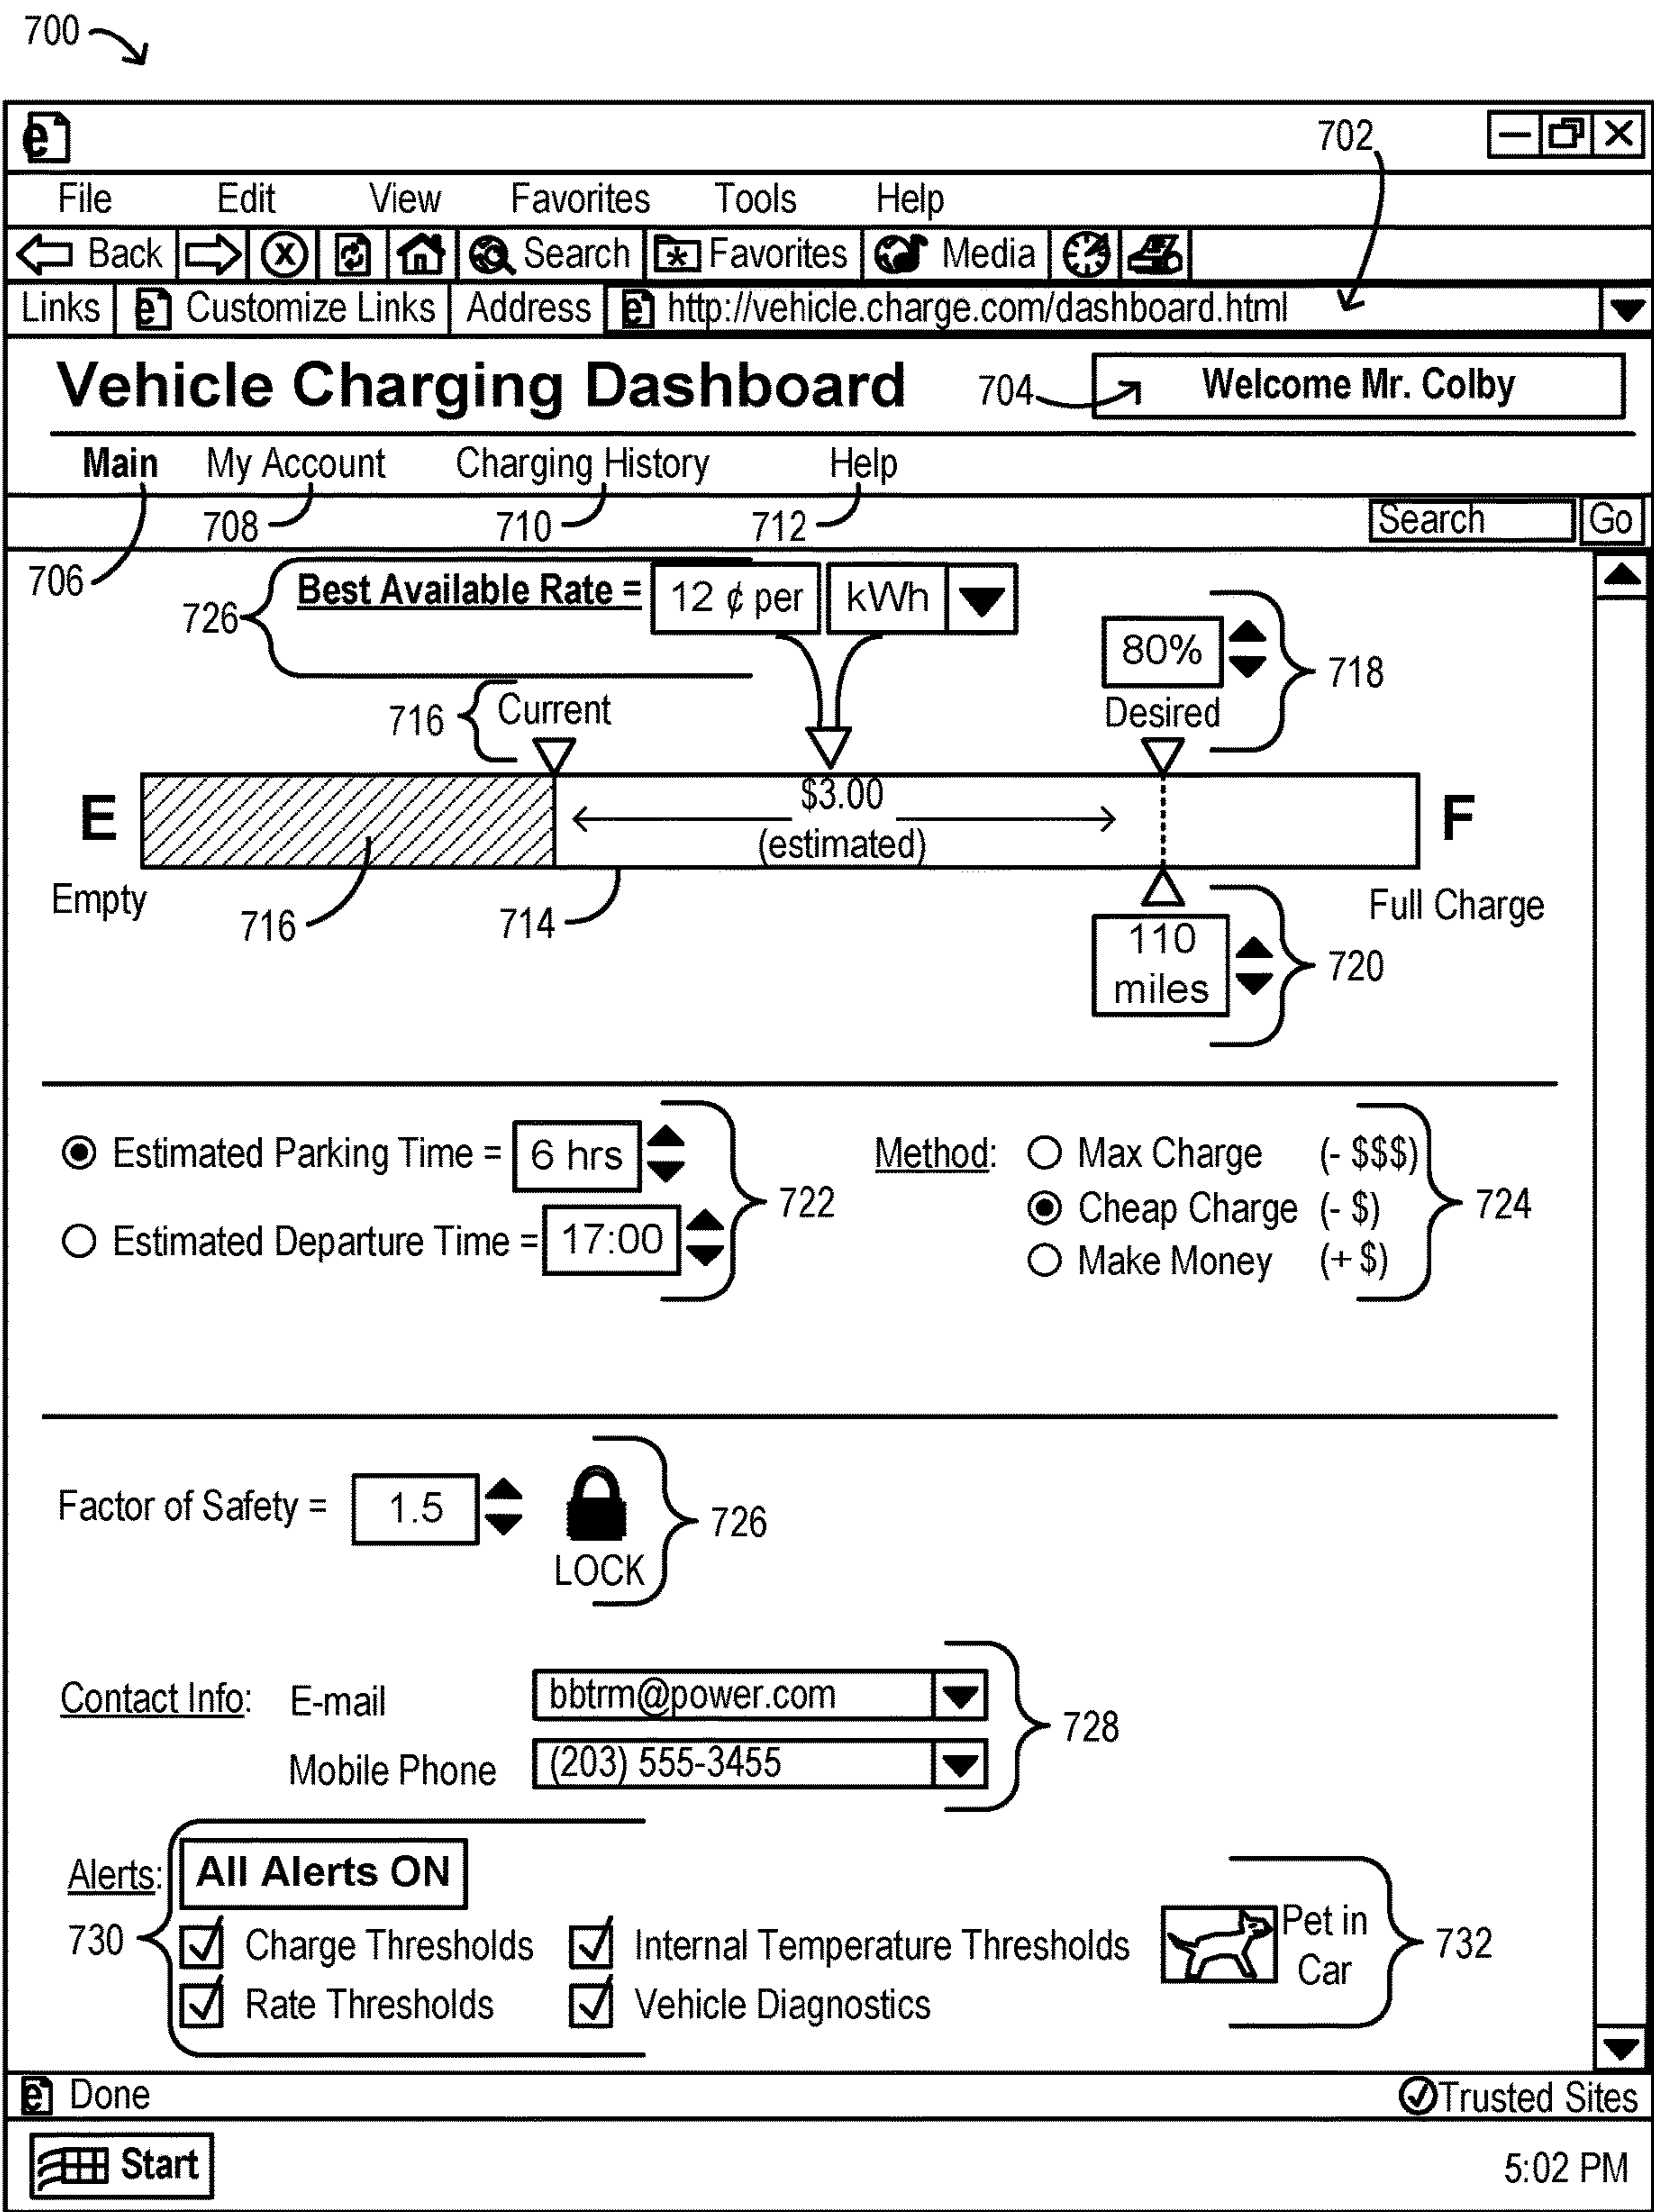 700
702
File Edit View Favorites Tools Help
Back Search Favorites Media
Links Customize Links Address http://vehicle.charge.com/dashboard.html
Vehicle Charging Dashboard 704 Welcome Mr. Colby
Main My Account Charging History Help
708 710 712 Search Go
706
726 Best Available Rate = 12 ¢ per kWh
80% 718
716 Current Desired
E $3.00 F
(estimated)
Empty 716 714 Full Charge
110
miles 720
Estimated Parking Time = 6 hrs Method: Max Charge (- $$$)
722 Cheap Charge (- $) 724
Estimated Departure Time = 17:00 Make Money (+ $)
Factor of Safety = 1.5 726
LOCK
Contact Info: E-mail bbtrm@power.com
728
Mobile Phone (203) 555-3455
Alerts: All Alerts ON
730 Charge Thresholds Internal Temperature Thresholds Pet in
Car 732
Rate Thresholds Vehicle Diagnostics
Done Trusted Sites
Start 5:02 PM